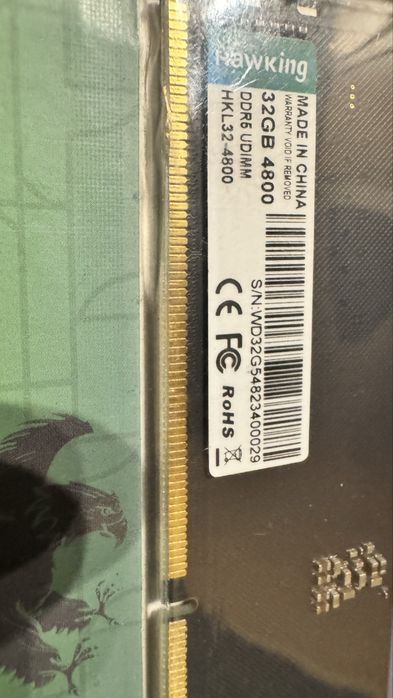 Hawking
MADE IN CHINA
WARRANTY VOID IF REMOVED
32GB 4800
DDR5 UDIMM
HKL32-4800
S/N:WD32G54823400029
CE FC RoHS